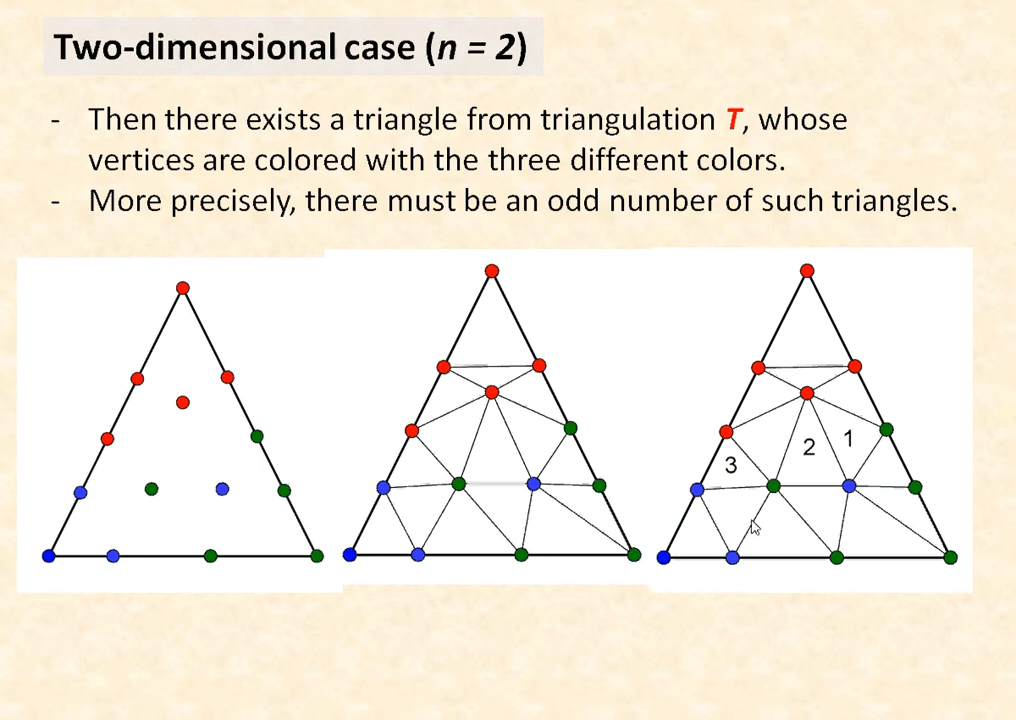 Two-dimensional case (n = 2)
- Then there exists a triangle from triangulation T, whose
vertices are colored with the three different colors.
- More precisely, there must be an odd number of such triangles.
1
2
3